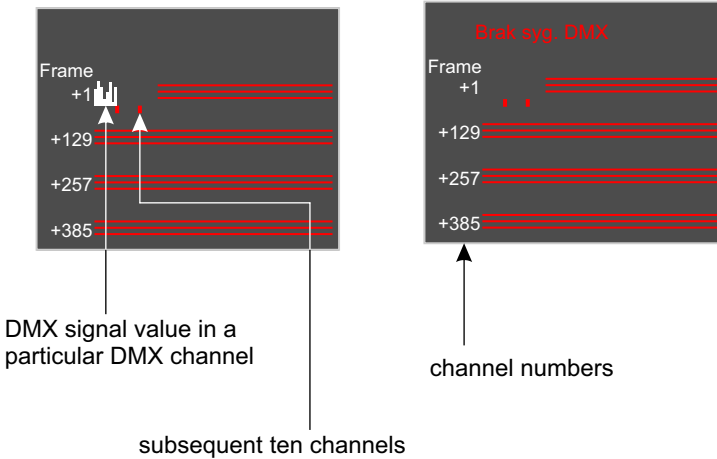 Frame
+1
+129
+257
+385
DMX signal value in a
particular DMX channel
subsequent ten channels
Brak syg. DMX
Frame
+1
+129
+257
+385
channel numbers